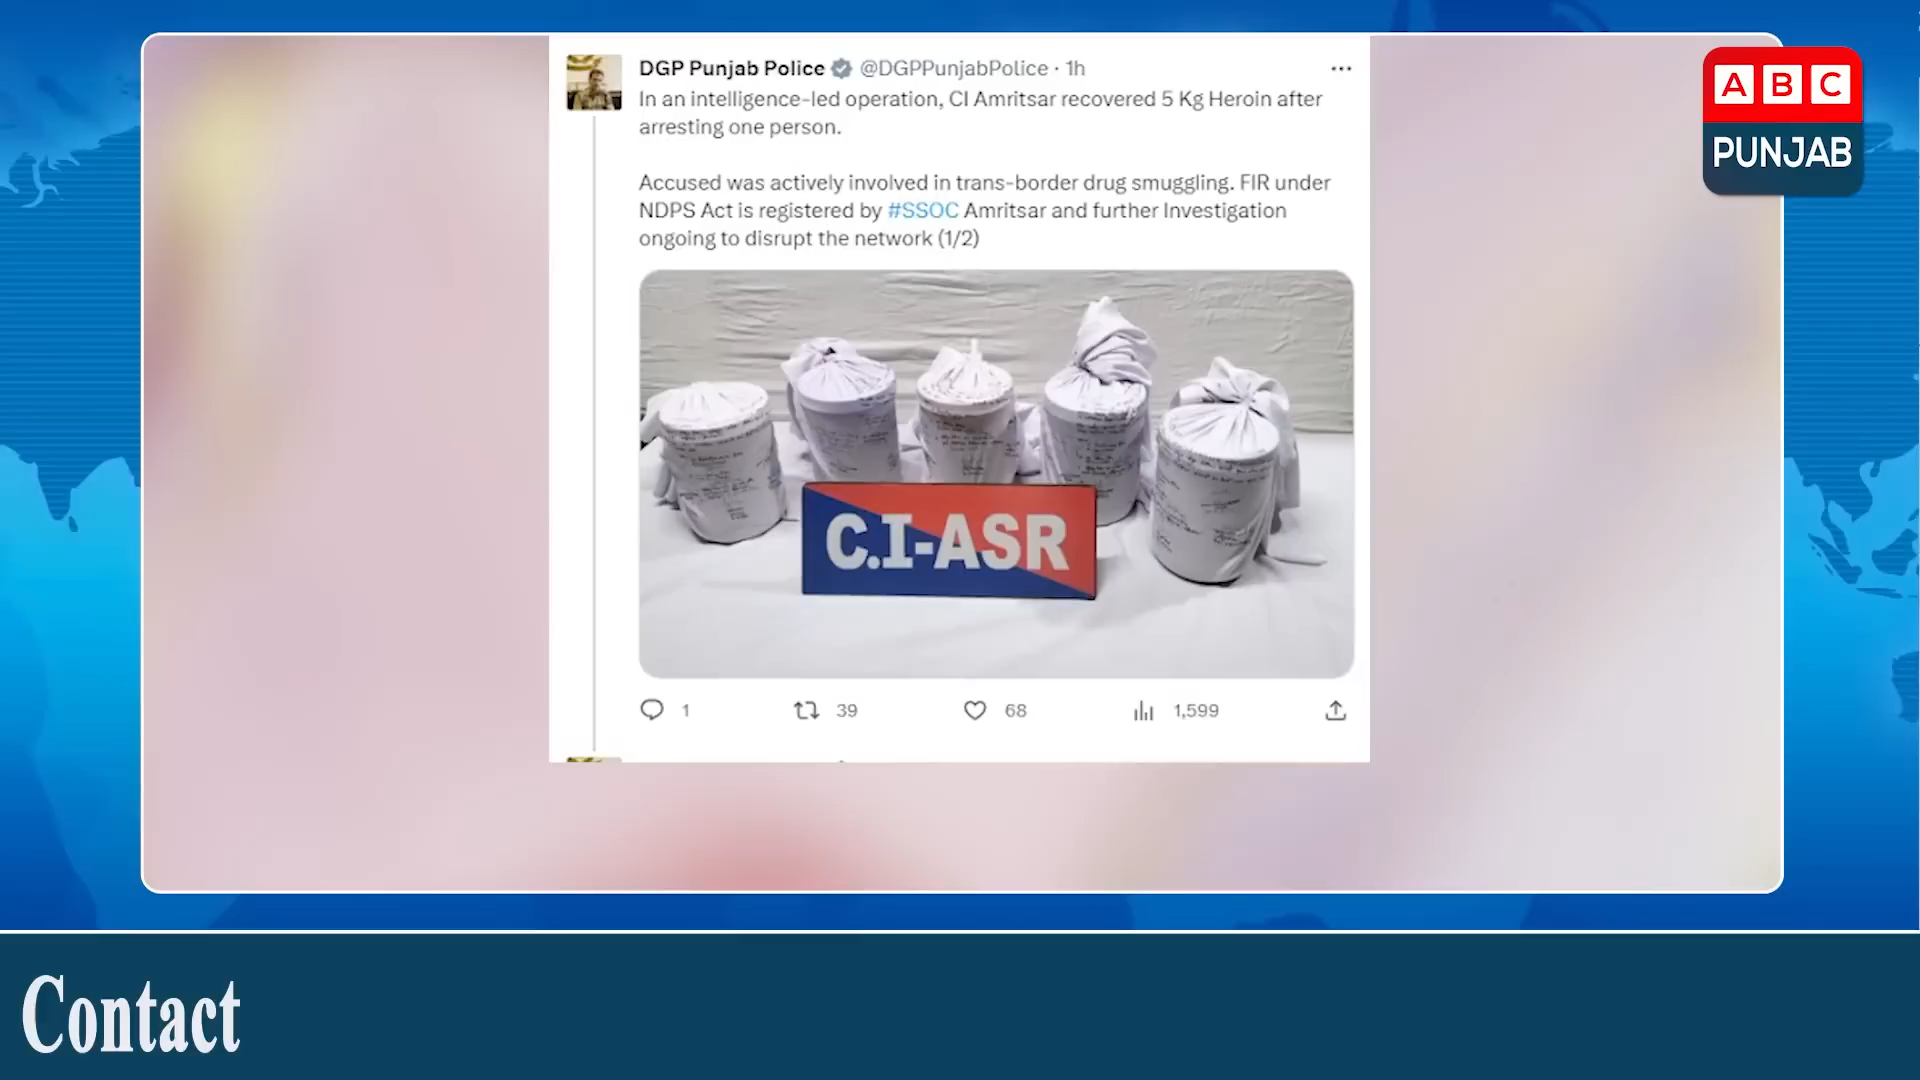 DGP Punjab Police @DGPPunjabPolice · 1h
In an intelligence-led operation, CI Amritsar recovered 5 Kg Heroin after
arresting one person.
Accused was actively involved in trans-border drug smuggling. FIR under
NDPS Act is registered by #SSOC Amritsar and further Investigation
ongoing to disrupt the network (1/2)
C.I-ASR
1 39 68 1,599
A B C
PUNJAB
Contact